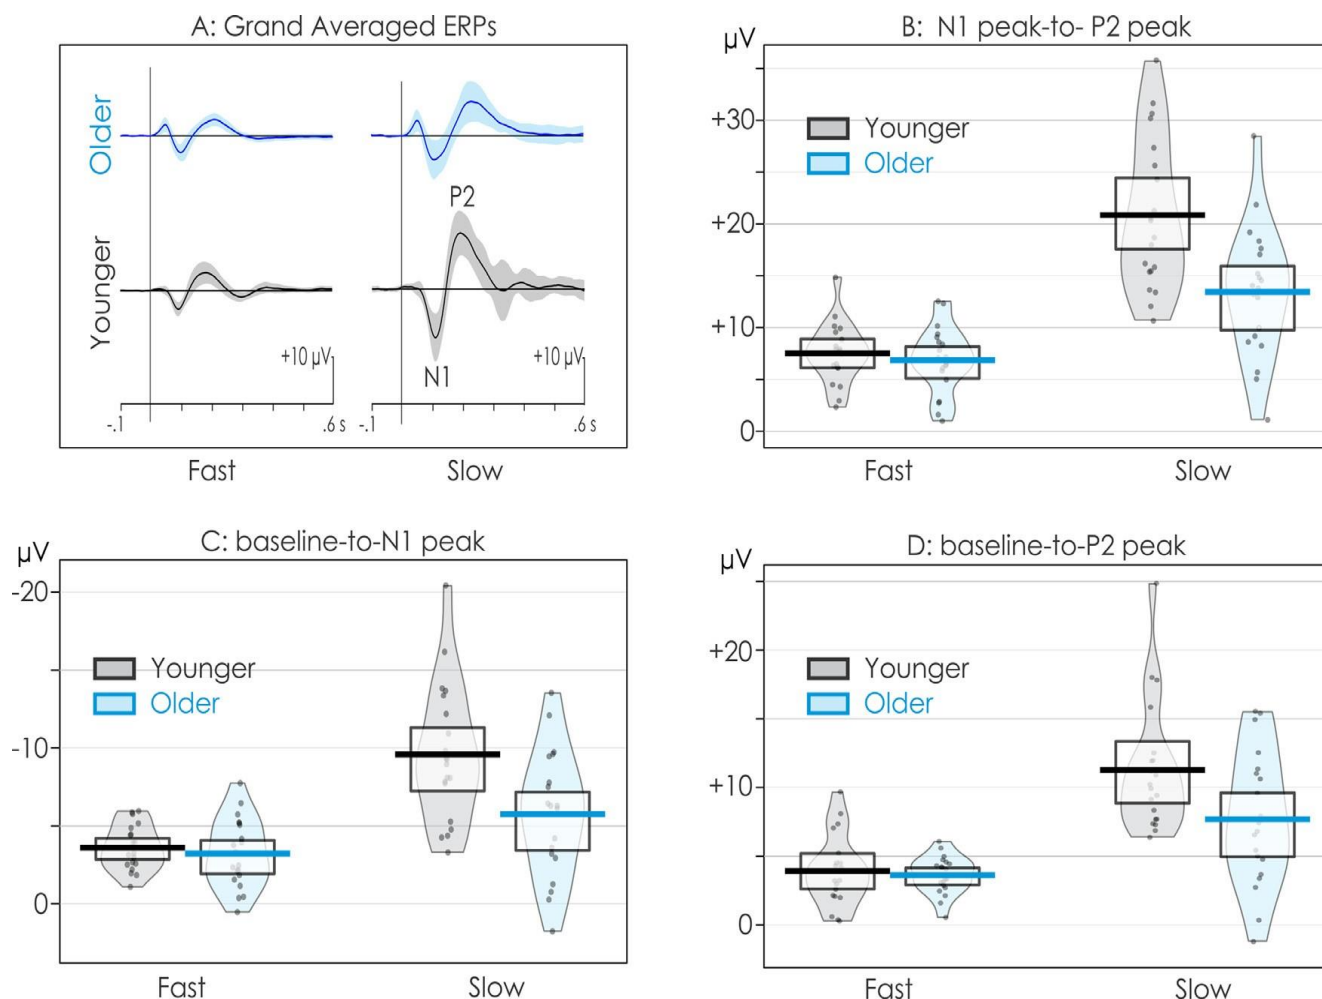 A: Grand Averaged ERPs
Older
Younger
P2
N1
+10 µV
+10 µV
-.1
.6 s
-.1
.6 s
Fast
Slow
B: N1 peak-to- P2 peak
µV
+30
+20
+10
0
Younger
Older
Fast
Slow
C: baseline-to-N1 peak
µV
-20
-10
0
Younger
Older
Fast
Slow
D: baseline-to-P2 peak
µV
+20
+10
0
Younger
Older
Fast
Slow